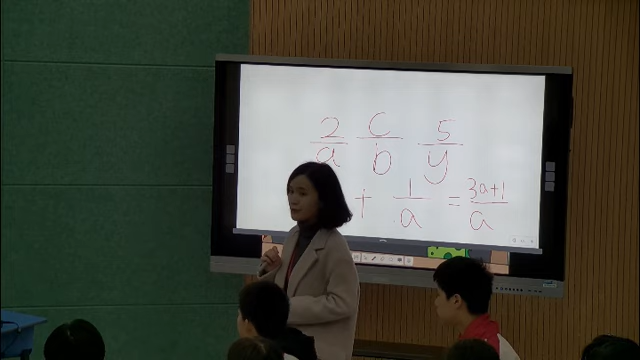 2/a c/b 5/y
+ 1/a = 3a+1/a